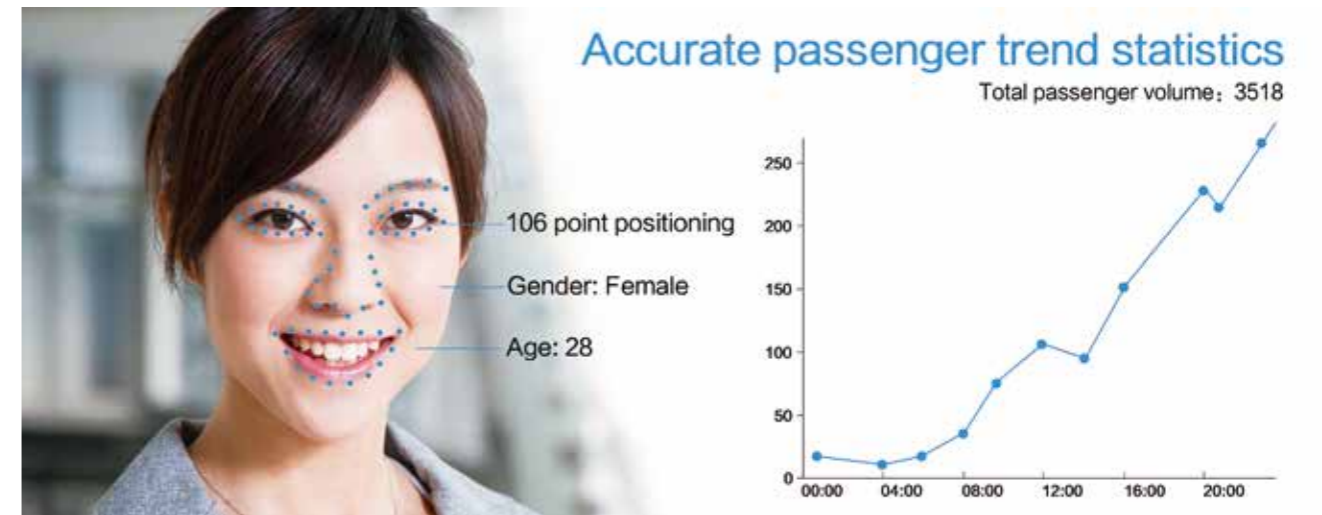 Accurate passenger trend statistics
Total passenger volume：3518
106 point positioning
Gender: Female
Age: 28
250
200
150
100
50
0
00:00 04:00 08:00 12:00 16:00 20:00